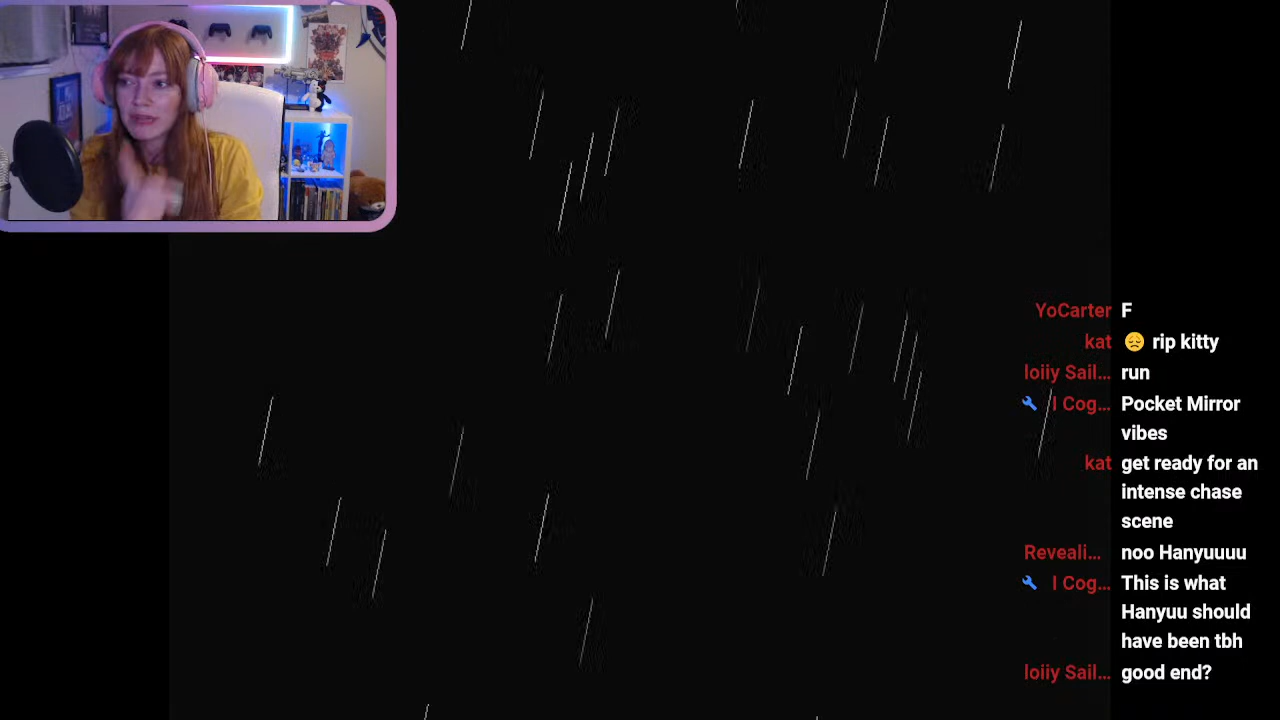 YoCarter F
kat 😔 rip kitty
loiiy Sail... run
I Cog... Pocket Mirror
vibes
kat get ready for an
intense chase
scene
Reveali... noo Hanyuuuu
I Cog... This is what
Hanyuu should
have been tbh
loiiy Sail... good end?